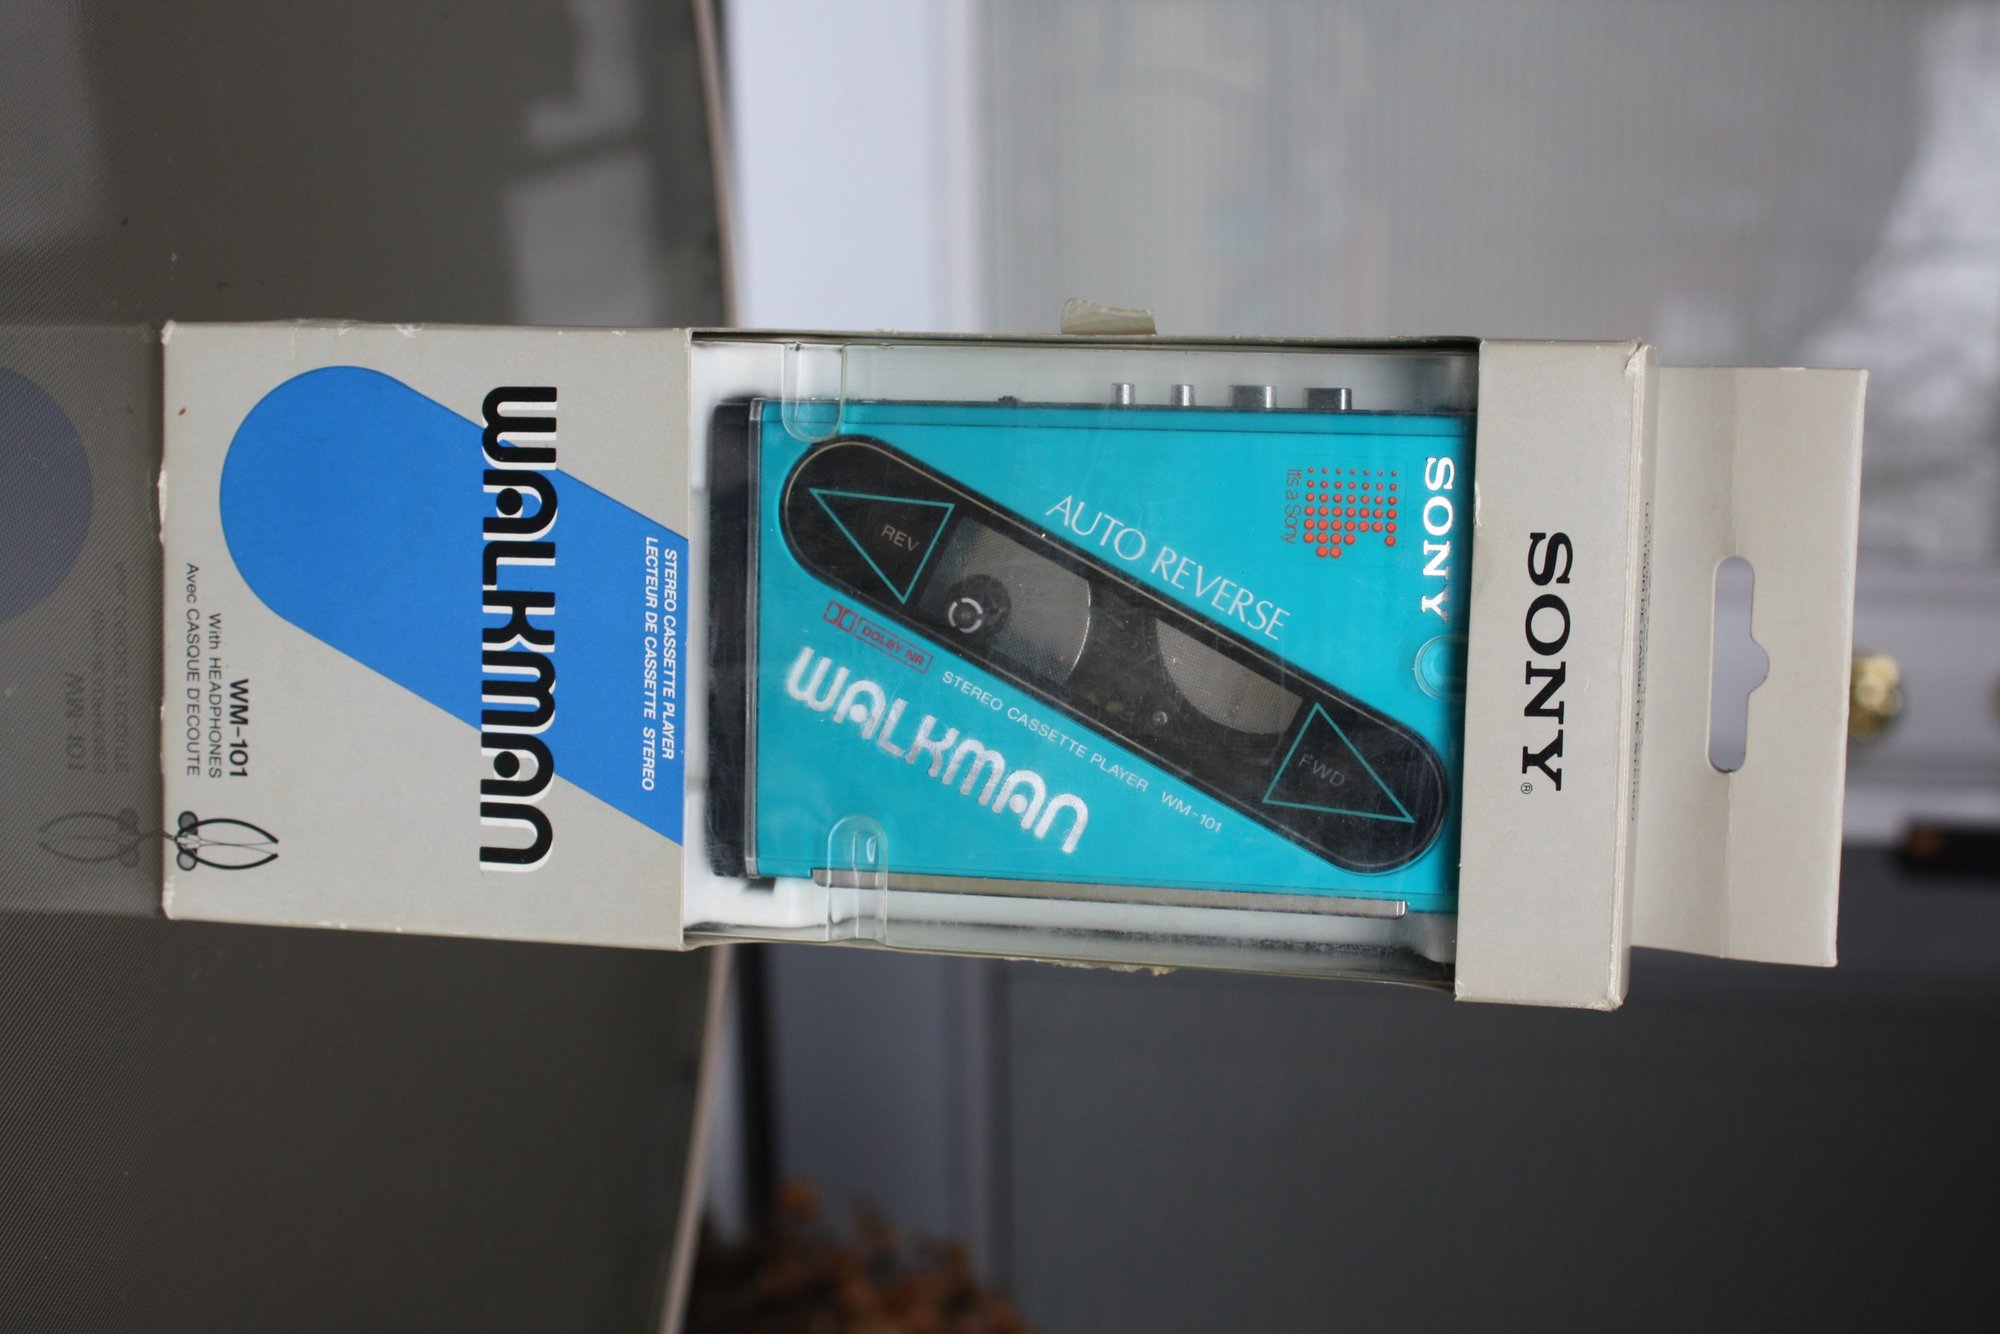 SONY®
SONY
It's a Sony
AUTO REVERSE
FWD
REV
DOLBY NR
STEREO CASSETTE PLAYER WM-101
WALKMAN
STEREO CASSETTE PLAYER
LECTEUR DE CASSETTE STEREO
WALKMAN
WM-101
With HEADPHONES
Avec CASQUE D'ECOUTE